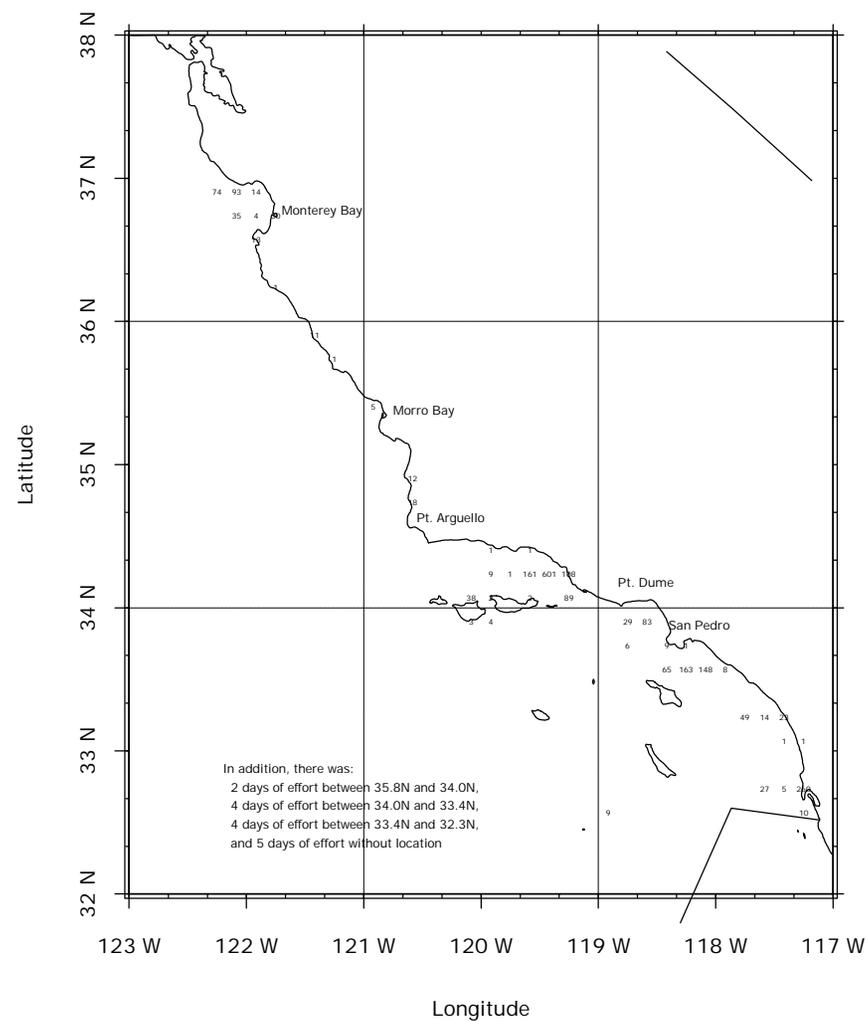 38 N
37 N
74 93 14
Monterey Bay
35 4
1
36 N
1
1
5
Morro Bay
35 N
12
8
Pt. Arguello
1 1
9 1 161 601
Pt. Dume
38 89
34 N
3 4
29 83
San Pedro
6 9 1
65 163 148 8
49 14
33 N
1 1
In addition, there was:
2 days of effort between 35.8N and 34.0N,
27 5
4 days of effort between 34.0N and 33.4N,
9 10
4 days of effort between 33.4N and 32.3N,
and 5 days of effort without location
32 N
123 W 122 W 121 W 120 W 119 W 118 W 117 W
Latitude
Longitude